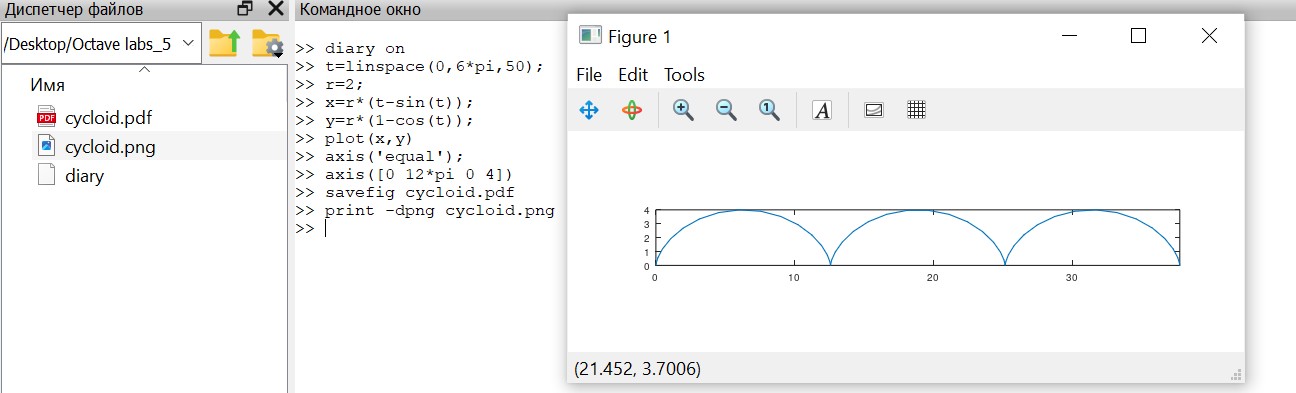 Диспетчер файлов
/Desktop/Octave labs_5
Имя
PDF
cycloid.pdf
cycloid.png
diary
Командное окно
>> diary on
>> t=linspace(0,6*pi,50);
>> r=2;
>> x=r*(t-sin(t));
>> y=r*(1-cos(t));
>> plot(x,y)
>> axis('equal');
>> axis([0 12*pi 0 4])
>> savefig cycloid.pdf
>> print -dpng cycloid.png
>>
Figure 1
File Edit Tools
1 A
4
3
2
1
0
0 10 20 30
(21.452, 3.7006)